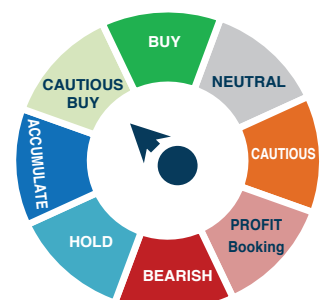 BUY
NEUTRAL
CAUTIOUS
PROFIT
Booking
BEARISH
HOLD
ACCUMULATE
CAUTIOUS
BUY